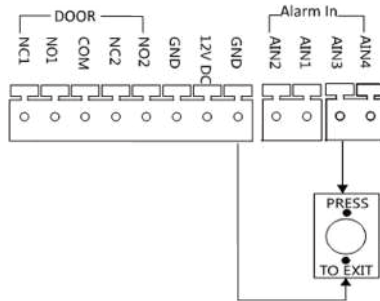 DOOR
Alarm In
NC1
NO1
COM
NC2
NO2
GND
12V DC
GND
AIN2
AIN1
AIN3
AIN4
PRESS
TO EXIT